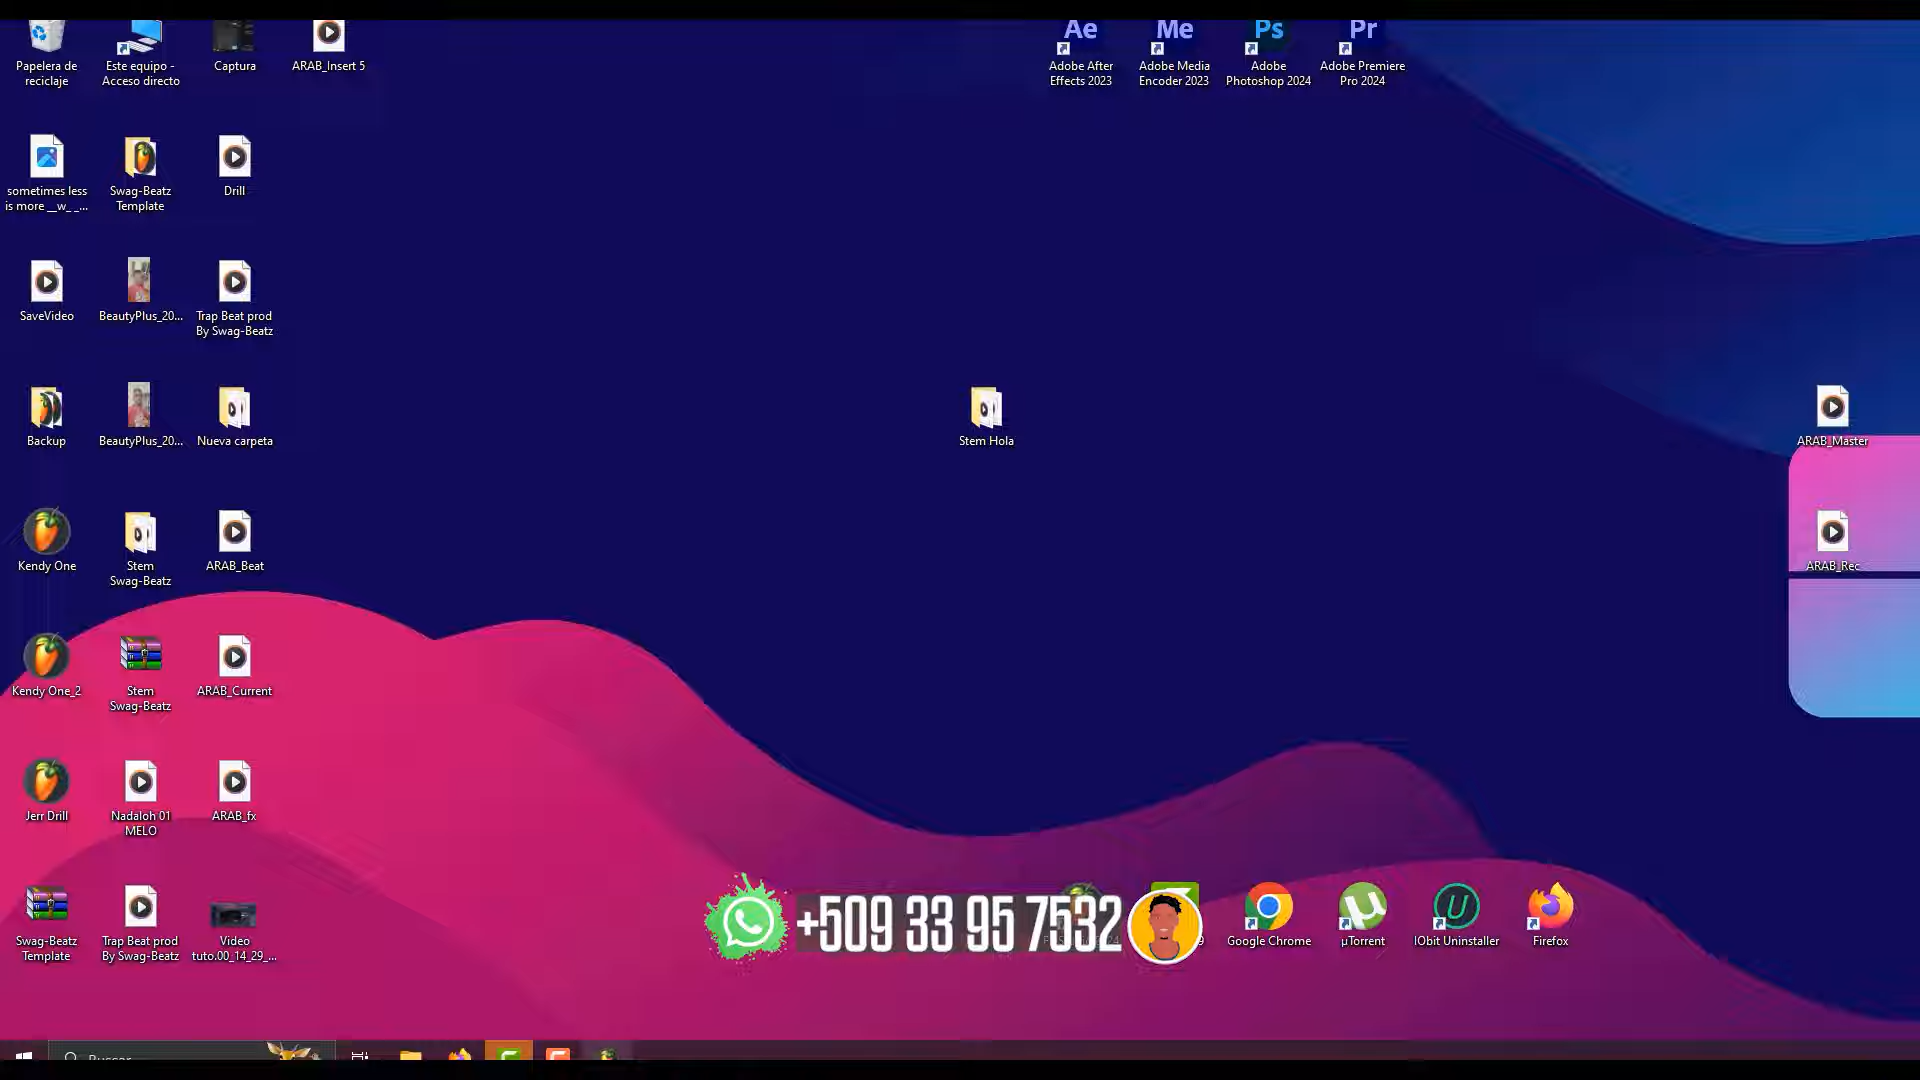 Papelera de
reciclaje
Este equipo -
Acceso directo
Captura
ARAB_Insert 5
Ae
Adobe After
Effects 2023
Me
Adobe Media
Encoder 2023
Ps
Adobe
Photoshop 2024
Pr
Adobe Premiere
Pro 2024
sometimes less
is more __w_ _...
Swag-Beatz
Template
Drill
SaveVideo
BeautyPlus_20...
Trap Beat prod
By Swag-Beatz
Backup
BeautyPlus_20...
Nueva carpeta
Stem Hola
ARAB_Master
Kendy One
Stem
Swag-Beatz
ARAB_Beat
ARAB_Rec
Kendy One_2
Stem
Swag-Beatz
ARAB_Current
Jerr Drill
Nadaloh 01
MELO
ARAB_fx
Swag-Beatz
Template
Trap Beat prod
By Swag-Beatz
Video
tuto.00_14_29_...
+509 33 95 7532
Google Chrome
µTorrent
IObit Uninstaller
Firefox
Buscar